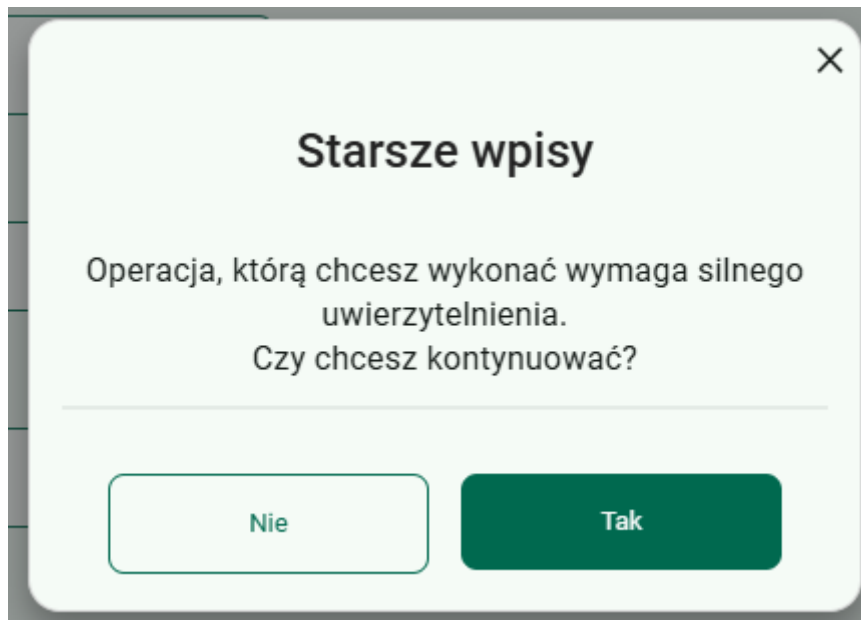 Starsze wpisy
Operacja, którą chcesz wykonać wymaga silnego
uwierzytelnienia.
Czy chcesz kontynuować?
Nie
Tak